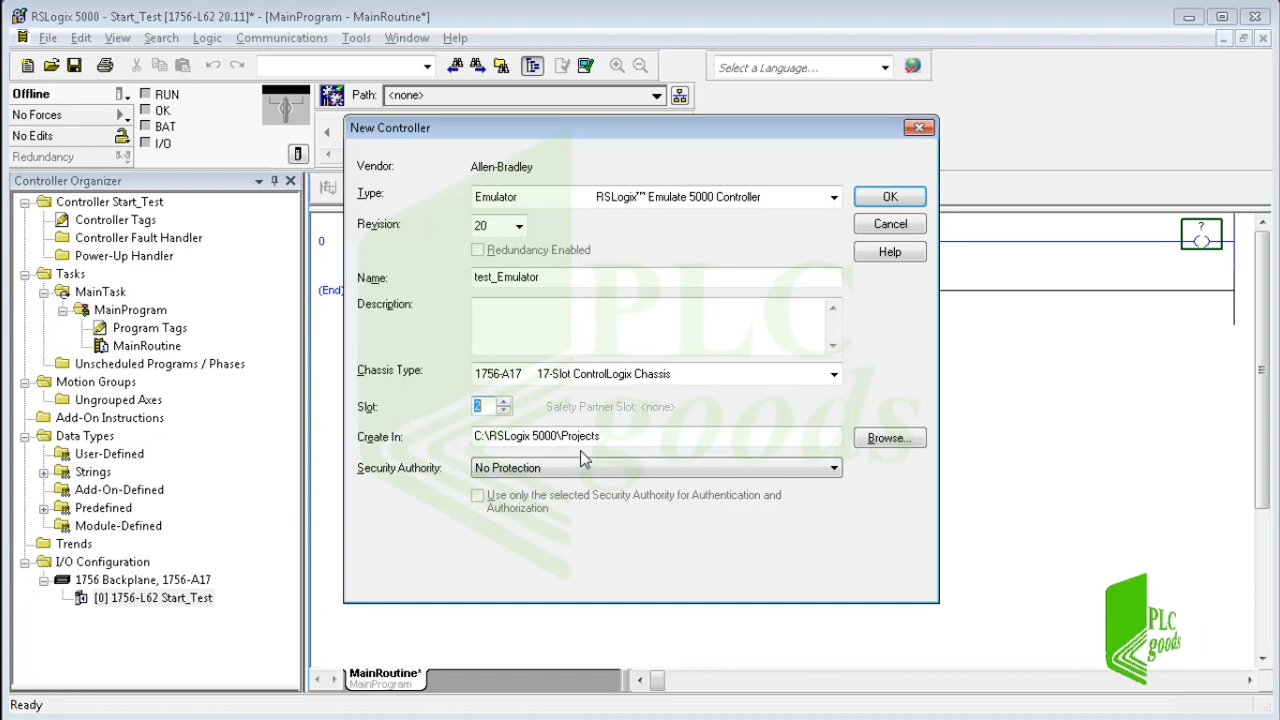 RSLogix 5000 - Start_Test [1756-L62 20.11]* - [MainProgram - MainRoutine*]
File Edit View Search Logic Communications Tools Window Help
Select a Language...
Offline
RUN
Path: <none>
No Forces
OK
No Edits
BAT
Redundancy
I/O
Controller Organizer
Controller Start_Test
Controller Tags
Controller Fault Handler
Power-Up Handler
Tasks
MainTask
MainProgram
Program Tags
MainRoutine
Unscheduled Programs / Phases
Motion Groups
Ungrouped Axes
Add-On Instructions
Data Types
User-Defined
Strings
Add-On-Defined
Predefined
Module-Defined
Trends
I/O Configuration
1756 Backplane, 1756-A17
[0] 1756-L62 Start_Test
New Controller
Vendor: Allen-Bradley
Type: Emulator RSLogix™ Emulate 5000 Controller
OK
Revision: 20
Cancel
Redundancy Enabled
Help
Name: test_Emulator
Description:
Chassis Type: 1756-A17 17-Slot ControlLogix Chassis
Slot: 2 Safety Partner Slot: <none>
Create In: C:\RSLogix 5000\Projects
Browse...
Security Authority: No Protection
Use only the selected Security Authority for Authentication and
Authorization
0
?
(End)
PLC
goods
PLC
goods
MainRoutine*
MainProgram
Ready